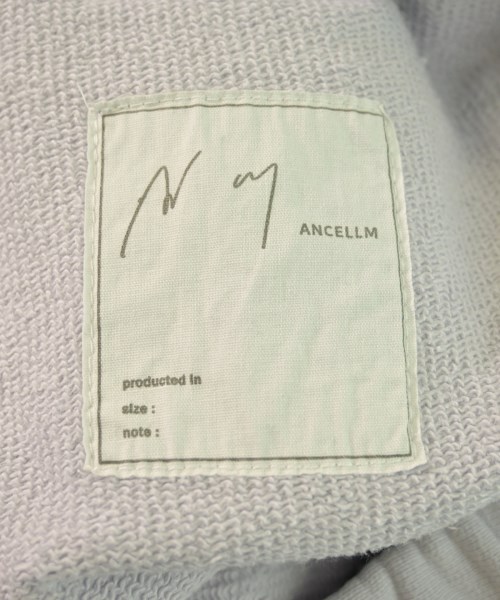 ANCELLM
producted in
size :
note :